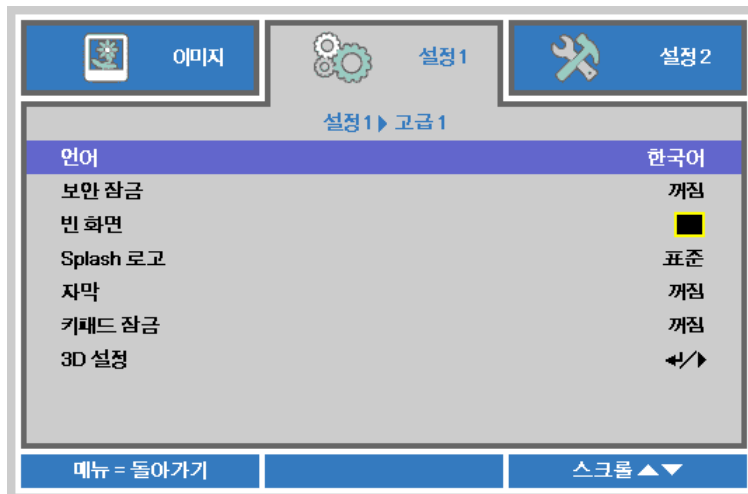 이미지 설정1 설정2
설정1▶고급1
언어 한국어
보안 잠금 꺼짐
빈 화면
Splash 로고 표준
자막 꺼짐
키패드 잠금 꺼짐
3D 설정 ↵/▶
메뉴 = 돌아가기 스크롤▲▼